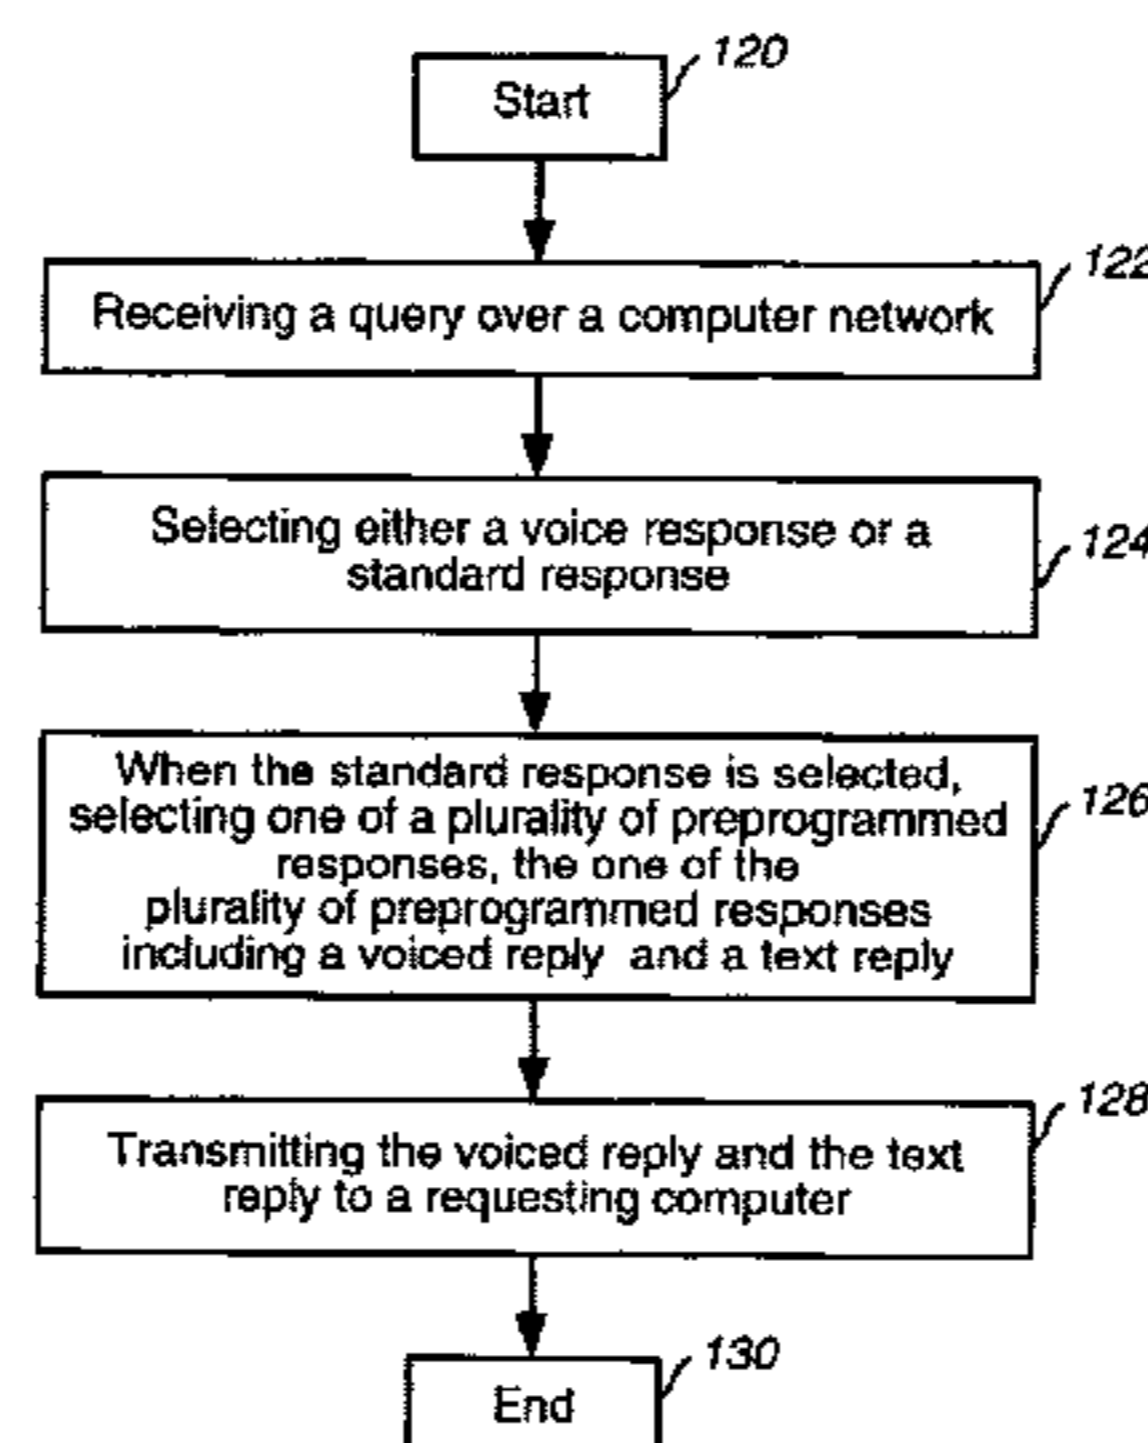 120
Start
122
Receiving a query over a computer network
Selecting either a voice response or a
standard response
124
When the standard response is selected,
selecting one of a plurality of preprogrammed
responses, the one of the
plurality of preprogrammed responses
including a voiced reply and a text reply
126
Transmitting the voiced reply and the text
reply to a requesting computer
128
130
End